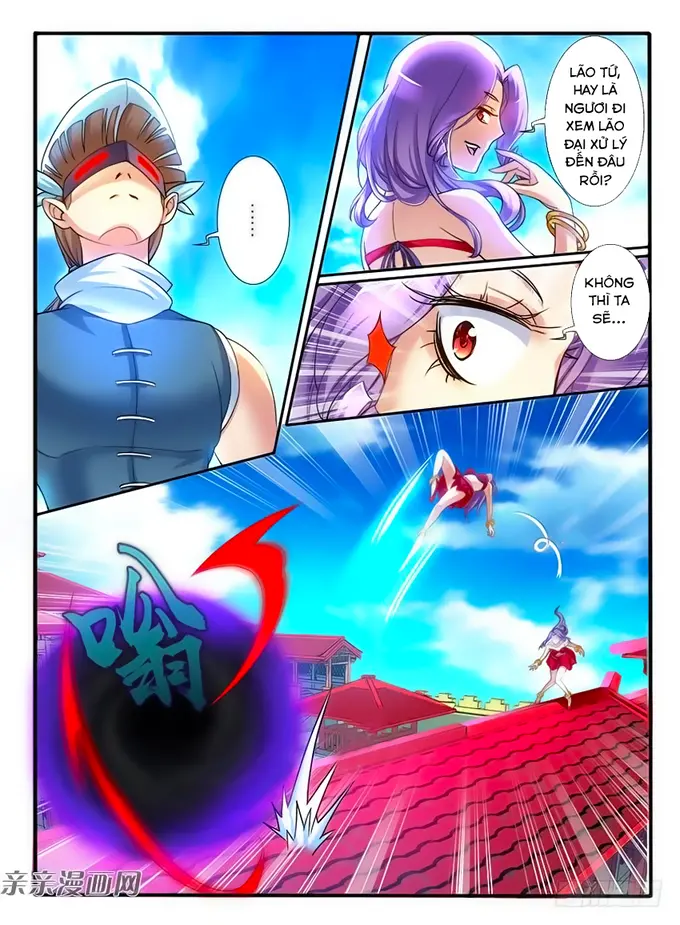 ......
LÃO TỨ,
HAY LÀ
NGƯƠI ĐI
XEM LÃO
ĐẠI XỬ LÝ
ĐẾN ĐÂU
RỒI?
KHÔNG
THÌ TA
SẼ...
嗡
亲亲漫画网